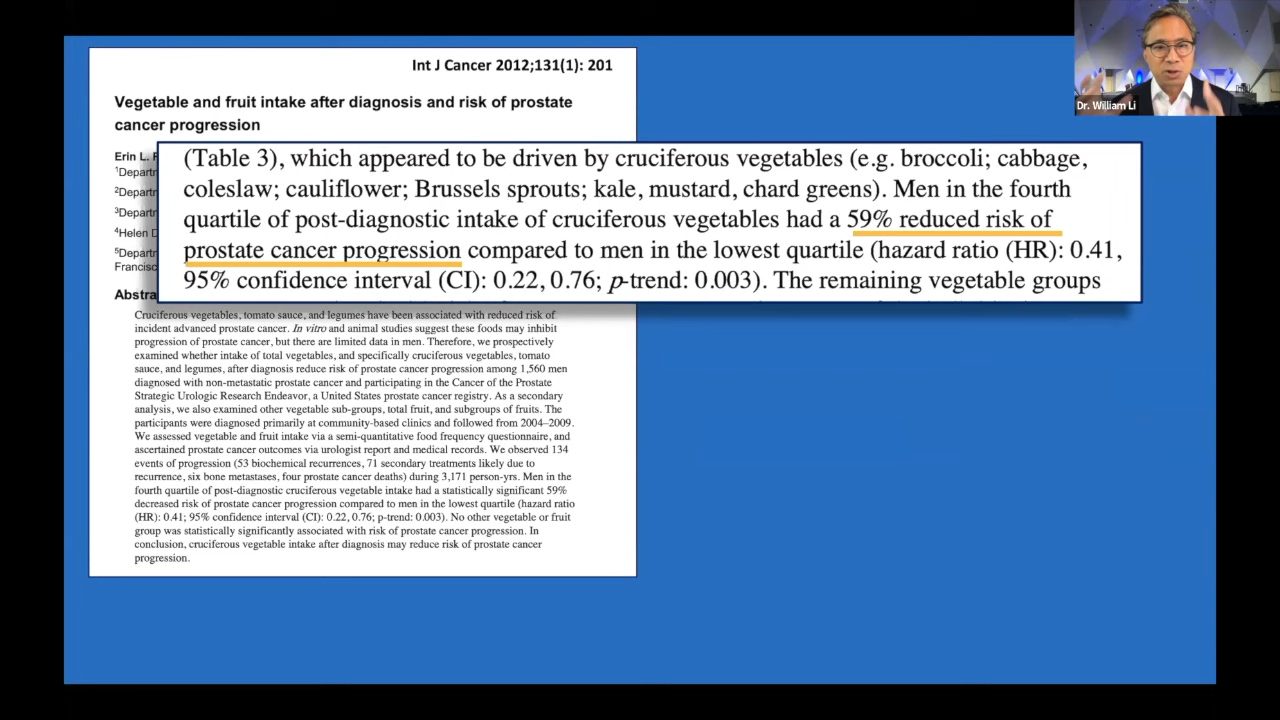 Int J Cancer 2012;131(1): 201
Vegetable and fruit intake after diagnosis and risk of prostate
cancer progression
Erin L.
(Table 3), which appeared to be driven by cruciferous vegetables (e.g. broccoli; cabbage,
coleslaw; cauliflower; Brussels sprouts; kale, mustard, chard greens). Men in the fourth
quartile of post-diagnostic intake of cruciferous vegetables had a 59% reduced risk of
prostate cancer progression compared to men in the lowest quartile (hazard ratio (HR): 0.41,
95% confidence interval (CI): 0.22, 0.76; p-trend: 0.003). The remaining vegetable groups
1Departr
2Departr
3Departr
4Helen D
5Depart
Francisc
Abstra
Cruciferous vegetables, tomato sauce, and legumes have been associated with reduced risk of
incident advanced prostate cancer. In vitro and animal studies suggest these foods may inhibit
progression of prostate cancer, but there are limited data in men. Therefore, we prospectively
examined whether intake of total vegetables, and specifically cruciferous vegetables, tomato
sauce, and legumes, after diagnosis reduce risk of prostate cancer progression among 1,560 men
diagnosed with non-metastatic prostate cancer and participating in the Cancer of the Prostate
Strategic Urologic Research Endeavor, a United States prostate cancer registry. As a secondary
analysis, we also examined other vegetable sub-groups, total fruit, and subgroups of fruits. The
participants were diagnosed primarily at community-based clinics and followed from 2004–2009.
We assessed vegetable and fruit intake via a semi-quantitative food frequency questionnaire, and
ascertained prostate cancer outcomes via urologist report and medical records. We observed 134
events of progression (53 biochemical recurrences, 71 secondary treatments likely due to
recurrence, six bone metastases, four prostate cancer deaths) during 3,171 person-yrs. Men in the
fourth quartile of post-diagnostic cruciferous vegetable intake had a statistically significant 59%
decreased risk of prostate cancer progression compared to men in the lowest quartile (hazard ratio
(HR): 0.41; 95% confidence interval (CI): 0.22, 0.76; p-trend: 0.003). No other vegetable or fruit
group was statistically significantly associated with risk of prostate cancer progression. In
conclusion, cruciferous vegetable intake after diagnosis may reduce risk of prostate cancer
progression.
Dr. William Li